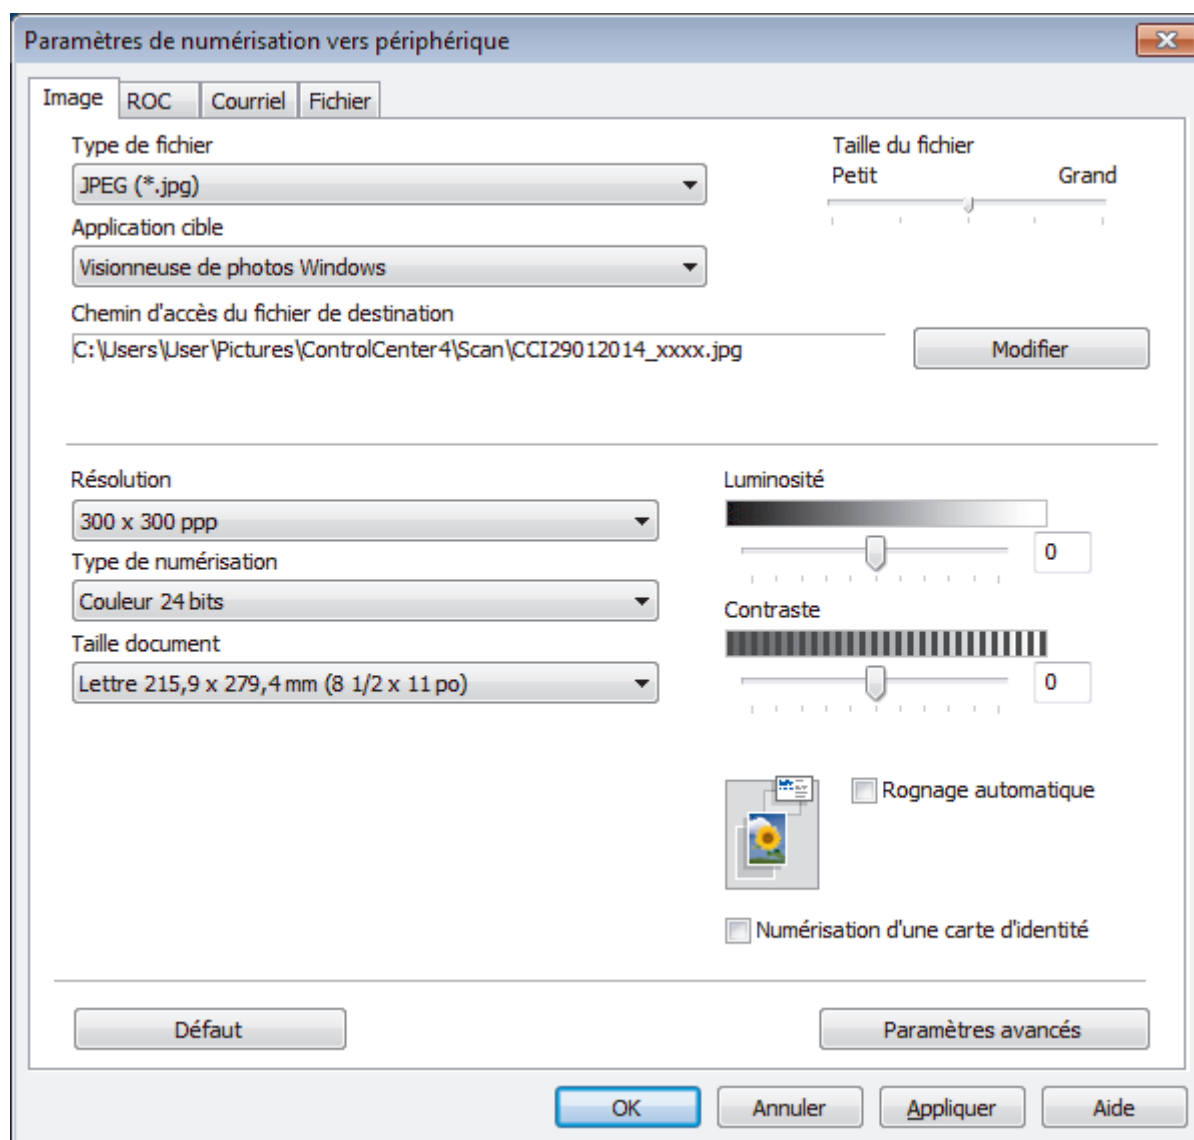 Paramètres de numérisation vers périphérique
Image ROC Courriel Fichier
Type de fichier
JPEG (*.jpg)
Taille du fichier
Petit Grand
Application cible
Visionneuse de photos Windows
Chemin d'accès du fichier de destination
C:\Users\User\Pictures\ControlCenter4\Scan\CCI29012014_xxxx.jpg
Modifier
Résolution
300 x 300 ppp
Type de numérisation
Couleur 24 bits
Taille document
Lettre 215,9 x 279,4 mm (8 1/2 x 11 po)
Luminosité
0
Contraste
0
Rognage automatique
Numérisation d'une carte d'identité
Défaut
Paramètres avancés
OK Annuler Appliquer Aide